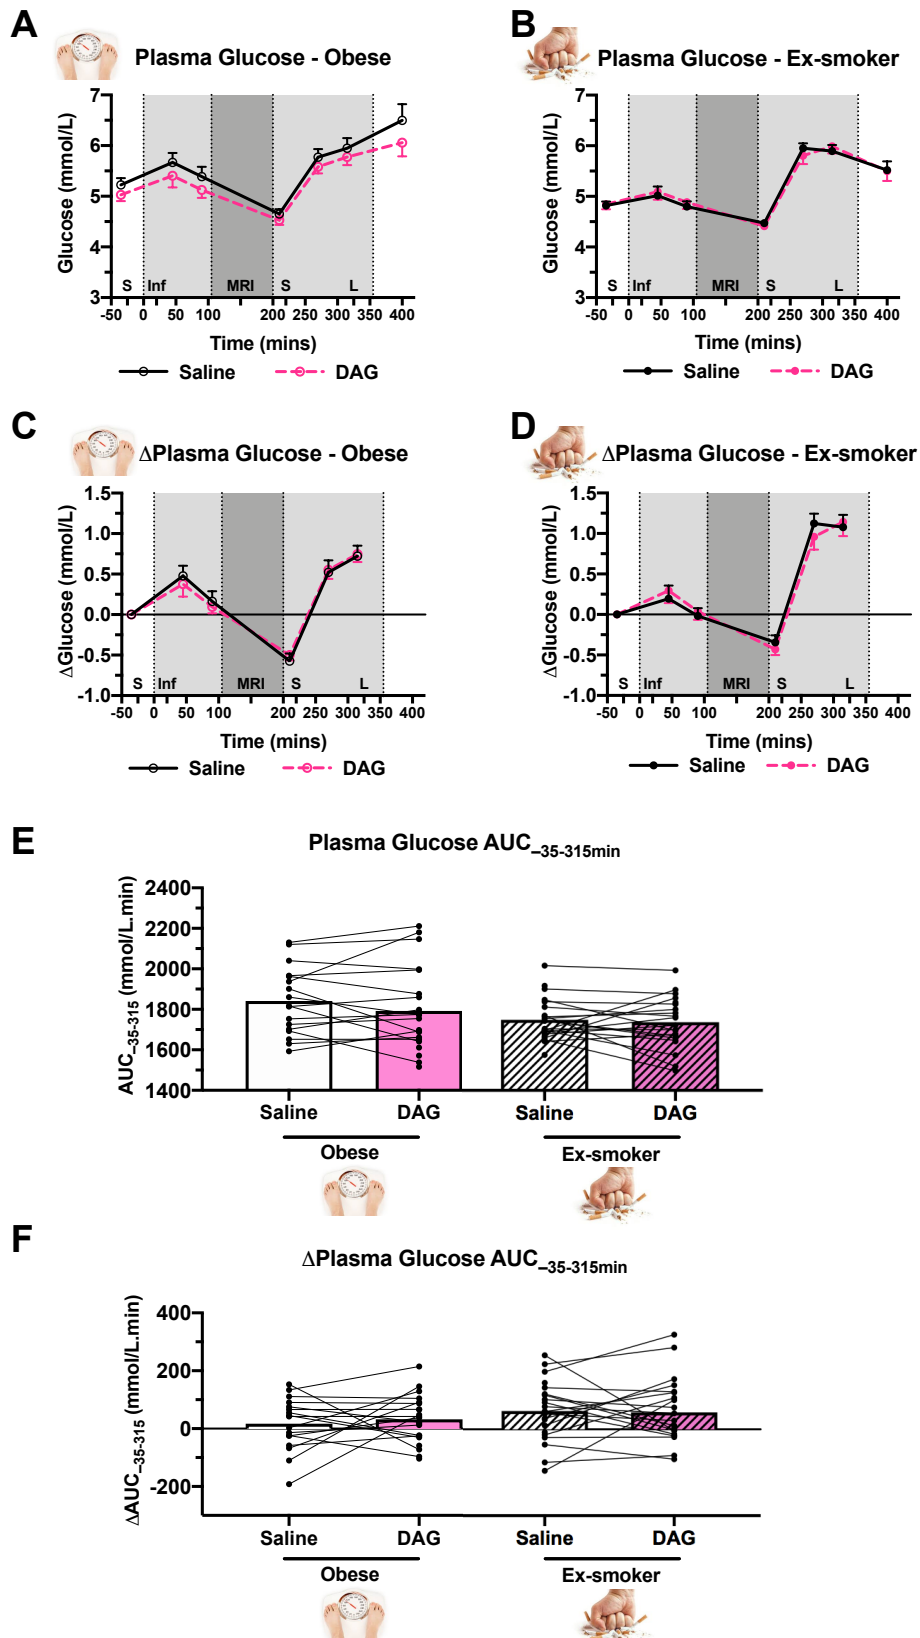 A
Plasma Glucose - Obese
Glucose (mmol/L)
7
6
5
4
3
S Inf MRI S L
-50 0 50 100 150 200 250 300 350 400
Time (mins)
Saline DAG
B
Plasma Glucose - Ex-smoker
Glucose (mmol/L)
7
6
5
4
3
S Inf MRI S L
-50 0 50 100 150 200 250 300 350 400
Time (mins)
Saline DAG
C
ΔPlasma Glucose - Obese
ΔGlucose (mmol/L)
1.5
1.0
0.5
0.0
-0.5
-1.0
S Inf MRI S L
-50 0 50 100 200 250 300 350 400
Time (mins)
Saline DAG
D
ΔPlasma Glucose - Ex-smoker
ΔGlucose (mmol/L)
1.5
1.0
0.5
0.0
-0.5
-1.0
S Inf MRI S L
-50 0 50 100 200 250 300 350 400
Time (mins)
Saline DAG
E
Plasma Glucose AUC–35-315min
AUC–35-315 (mmol/L.min)
2400
2200
2000
1800
1600
1400
Saline DAG Saline DAG
Obese Ex-smoker
F
ΔPlasma Glucose AUC–35-315min
ΔAUC–35-315 (mmol/L.min)
400
200
0
-200
Saline DAG Saline DAG
Obese Ex-smoker